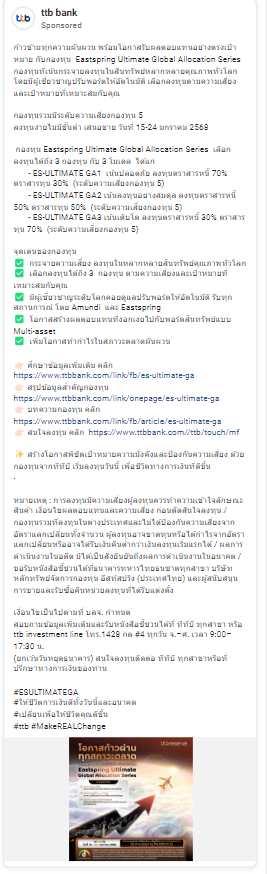 ttb bank
Sponsored
ก้าวข้ามทุกความผันผวน พร้อมโอกาสรับผลตอบแทนอย่างตรงเป้า
หมาย กับกองทุน Eastspring Ultimate Global Allocation Series
กองทุนที่เน้นกระจายลงทุนในสินทรัพย์หลากหลายคุณภาพทั่วโลก
โดยมีผู้เชี่ยวชาญปรับพอร์ตให้อัตโนมัติ เลือกลงทุนตามความเสี่ยง
และเป้าหมายที่เหมาะสมกับคุณ
กองทุนรวมมีระดับความเสี่ยงกองทุน 5
ลงทุนง่ายไม่มีขั้นต่ำ เสนอขาย วันที่ 15-24 มกราคม 2568
กองทุน Eastspring Ultimate Global Allocation Series เลือก
ลงทุนได้ถึง 3 กองทุน กับ 3 โมเดล ได้แก่
- ES-ULTIMATE GA1 เน้นปลอดภัย ลงทุนตราสารหนี้ 70%
ตราสารทุน 30% (ระดับความเสี่ยงกองทุน 5)
- ES-ULTIMATE GA2 เน้นลงทุนอย่างสมดุล ลงทุนตราสารหนี้
50% ตราสารทุน 50% (ระดับความเสี่ยงกองทุน 5)
- ES-ULTIMATE GA3 เน้นเติบโต ลงทุนตราสารหนี้ 30% ตราสาร
ทุน 70% (ระดับความเสี่ยงกองทุน 5)
จุดเด่นของกองทุน
✅ กระจายความเสี่ยง ลงทุนในหลากหลายสินทรัพย์คุณภาพทั่วโลก
✅ เลือกลงทุนได้ถึง 3 กองทุน ตามความเสี่ยงและเป้าหมายที่
เหมาะสมกับคุณ
✅ มีผู้เชี่ยวชาญระดับโลกคอยดูแลปรับพอร์ตให้อัตโนมัติ รับทุก
สถานการณ์ โดย Amundi และ Eastspring
✅ โอกาสสร้างผลตอบแทนที่งอกเงยไปกับพอร์ตสินทรัพย์แบบ
Multi-asset
✅ เพิ่มโอกาสทำกำไรในสภาวะตลาดผันผวน
👉🏻 ศึกษาข้อมูลเพิ่มเติม คลิก
https://www.ttbbank.com/link/fb/es-ultimate-ga
👉🏻 สรุปข้อมูลสำคัญกองทุน
https://www.ttbbank.com/link/onepage/es-ultimate-ga
👉🏻 บทความกองทุน คลิก
https://www.ttbbank.com/link/fb/article/es-ultimate-ga
👉🏻 สนใจลงทุน คลิก https://www.ttbbank.com/ttb/touch/mf
✨ สร้างโอกาสพิชิตเป้าหมายความมั่งคั่งและป้องกันความเสี่ยง ด้วย
กองทุนจากทีทีบี เริ่มลงทุนวันนี้ เพื่อชีวิตทางการเงินที่ดีขึ้น
.
หมายเหตุ : การลงทุนมีความเสี่ยงผู้ลงทุนควรทำความเข้าใจลักษณะ
สินค้า เงื่อนไขผลตอบแทนและความเสี่ยง ก่อนตัดสินใจลงทุน /
กองทุนรวมที่ลงทุนในต่างประเทศและไม่ได้ป้องกันความเสี่ยงจาก
อัตราแลกเปลี่ยนทั้งจำนวน ผู้ลงทุนอาจขาดทุนหรือได้กำไรจากอัตรา
แลกเปลี่ยนหรืออาจได้รับเงินคืนต่ำกว่าเงินลงทุนเริ่มแรกได้ / ผลการ
ดำเนินงานในอดีต มิได้เป็นสิ่งยืนยันถึงผลการดำเนินงานในอนาคต /
ขอรับหนังสือชี้ชวนได้ที่ธนาคารทหารไทยธนชาตทุกสาขา บริษัท
หลักทรัพย์จัดการกองทุน อีสท์สปริง (ประเทศไทย) และผู้สนับสนุน
การขายและรับซื้อคืนหน่วยลงทุนที่ได้รับแต่งตั้ง
เงื่อนไขเป็นไปตามที่ บลจ. กำหนด
สอบถามข้อมูลเพิ่มเติมและรับหนังสือชี้ชวนได้ที่ ทีทีบี ทุกสาขา หรือ
ttb investment line โทร.1428 กด #4 ทุกวัน จ.-ศ. เวลา 9:00-
17:30 น.
(ยกเว้นวันหยุดธนาคาร) สนใจลงทุนติดต่อ ทีทีบี ทุกสาขาหรือที่
ปรึกษาทางการเงินของท่าน
#ESULTIMATEGA
#ให้ชีวิตการเงินดีทั้งวันนี้และอนาคต
#เปลี่ยนเพื่อให้ชีวิตคุณดีขึ้น
#ttb #MakeREALChange
โอกาสก้าวผ่าน
ทุกสภาวะตลาด
Eastspring Ultimate
Global Allocation Series